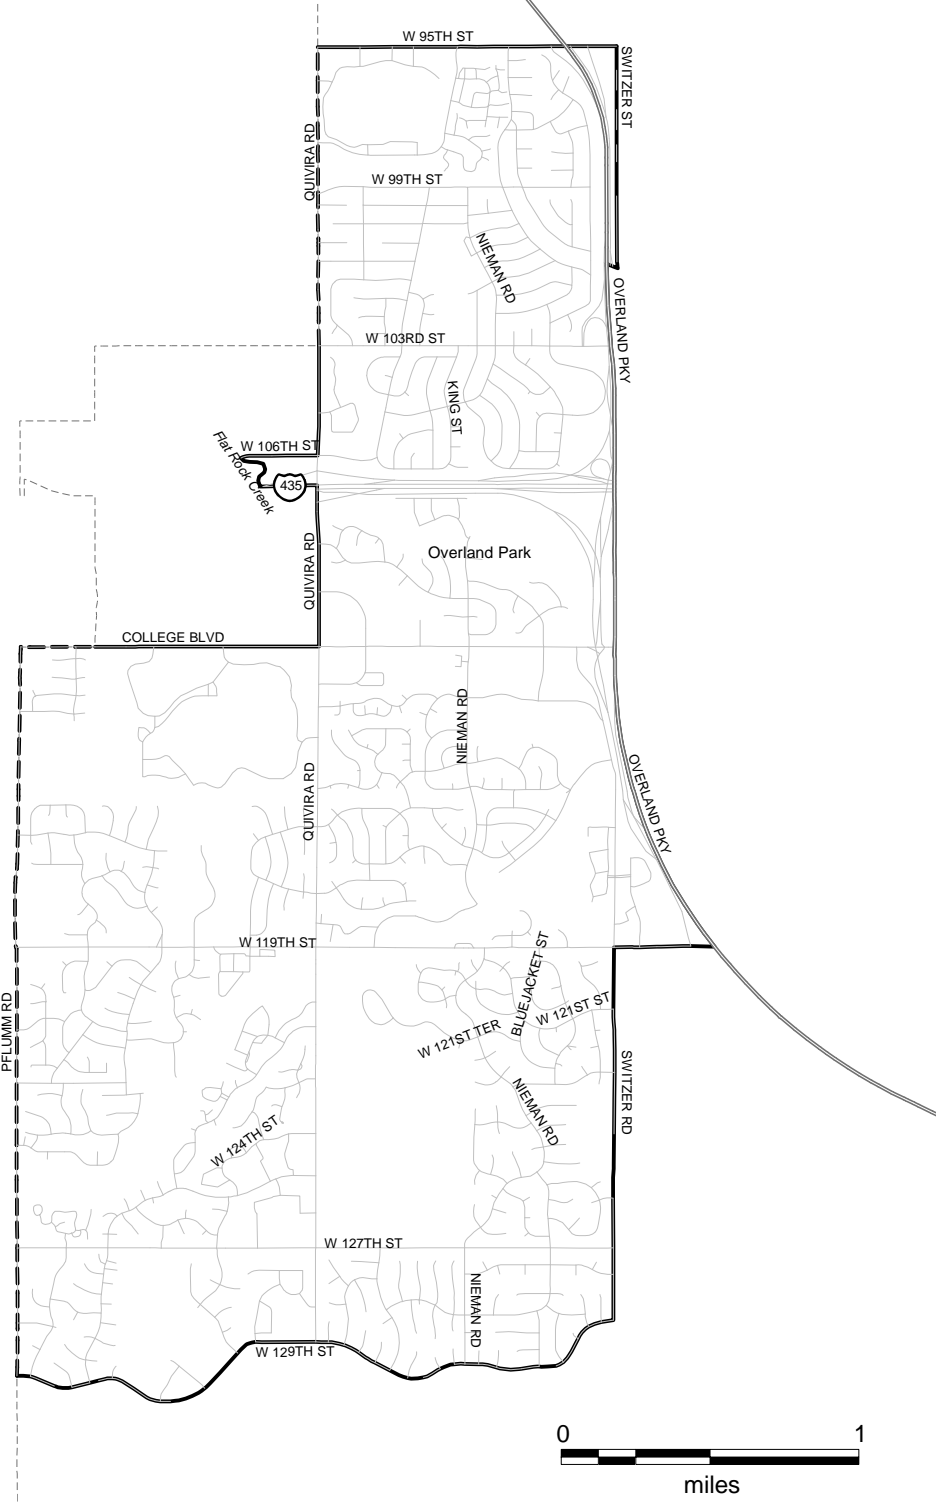 W 95TH ST
SWITZER ST
QUIVIRA RD
W 99TH ST
NIEMAN RD
OVERLAND PKY
W 103RD ST
KING ST
W 106TH ST
Flat Rock Creek
435
QUIVIRA RD
Overland Park
COLLEGE BLVD
NIEMAN RD
QUIVIRA RD
OVERLAND PKY
W 119TH ST
BLUEJACKET ST
W 121ST ST
W 121ST TER
PFLUMM RD
SWITZER RD
NIEMAN RD
W 124TH ST
W 127TH ST
NIEMAN RD
W 129TH ST
0 1
miles